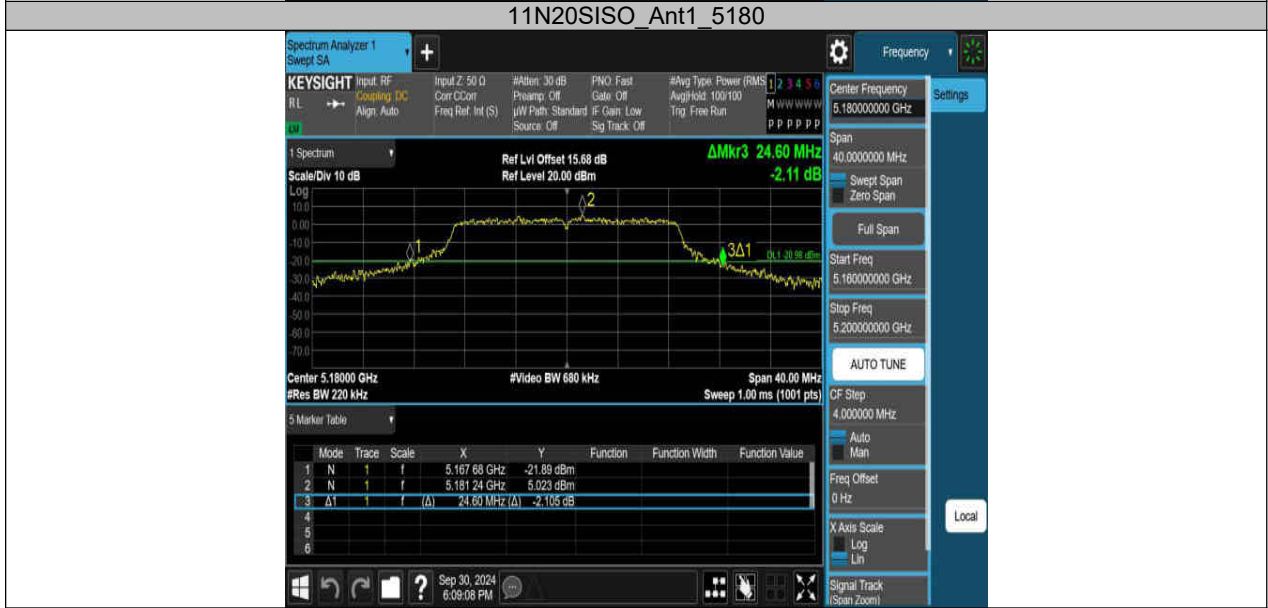 11N20SISO_Ant1_5180
Spectrum Analyzer 1
Swept SA
+
Frequency
KEYSIGHT
RL
Input: RF
Coupling: DC
Align: Auto
Input Z: 50 Ω
Corr CCorr
Freq Ref: Int (S)
#Atten: 30 dB
Preamp: Off
µW Path: Standard
Source: Off
PNO: Fast
Gate: Off
IF Gain: Low
Sig Track: Off
#Avg Type: Power (RMS
Avg|Hold: 100/100
Trig: Free Run
1 2 3 4 5 6
M W W W W W
P P P P P P
Center Frequency
5.180000000 GHz
Settings
Span
40.0000000 MHz
Swept Span
Zero Span
Full Span
Start Freq
5.160000000 GHz
Stop Freq
5.200000000 GHz
AUTO TUNE
CF Step
4.000000 MHz
Auto
Man
Freq Offset
0 Hz
X Axis Scale
Log
Lin
Signal Track
(Span Zoom)
Local
1 Spectrum
Scale/Div 10 dB
Ref Lvl Offset 15.68 dB
Ref Level 20.00 dBm
ΔMkr3 24.60 MHz
-2.11 dB
Log
10.0
0.00
-10.0
-20.0
-30.0
-40.0
-50.0
-60.0
-70.0
1
2
3Δ1
DL1 -20.98 dBm
Center 5.18000 GHz
#Video BW 680 kHz
Span 40.00 MHz
#Res BW 220 kHz
Sweep 1.00 ms (1001 pts)
5 Marker Table
Mode Trace Scale X Y Function Function Width Function Value
1 N 1 f 5.167 68 GHz -21.89 dBm
2 N 1 f 5.181 24 GHz 5.023 dBm
3 Δ1 1 f (Δ) 24.60 MHz (Δ) -2.105 dB
4
5
6
?
Sep 30, 2024
6:09:08 PM